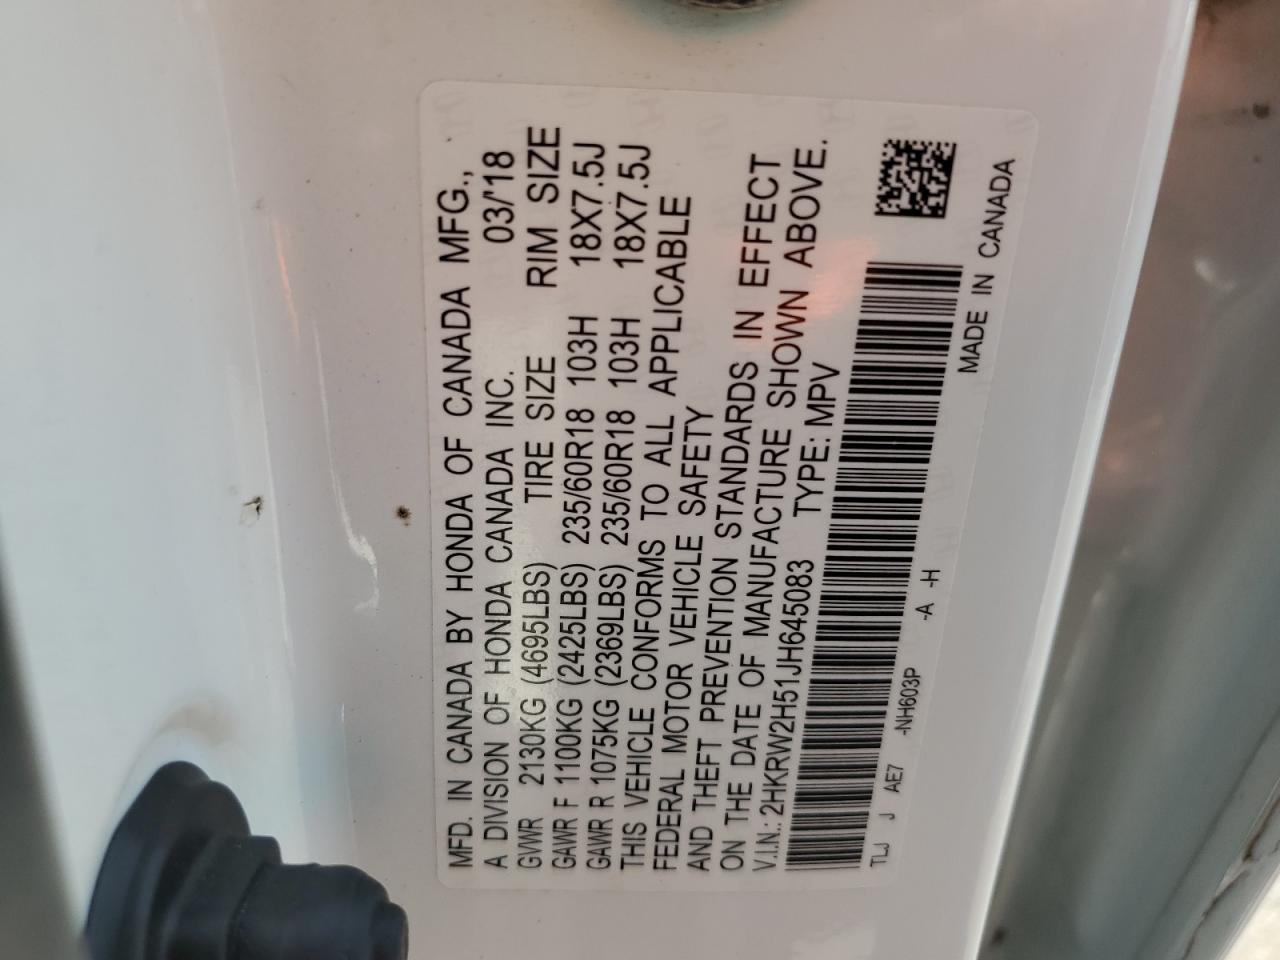 MFD. IN CANADA BY HONDA OF CANADA MFG.,
A DIVISION OF HONDA CANADA INC. 03/'18
GVWR 2130KG (4695LBS) TIRE SIZE RIM SIZE
GAWR F 1100KG (2425LBS) 235/60R18 103H 18X7.5J
GAWR R 1075KG (2369LBS) 235/60R18 103H 18X7.5J
THIS VEHICLE CONFORMS TO ALL APPLICABLE
FEDERAL MOTOR VEHICLE SAFETY
AND THEFT PREVENTION STANDARDS IN EFFECT
ON THE DATE OF MANUFACTURE SHOWN ABOVE.
V.I.N.: 2HKRW2H51JH645083 TYPE: MPV
TLJ J AE7 -NH603P -A -H
MADE IN CANADA